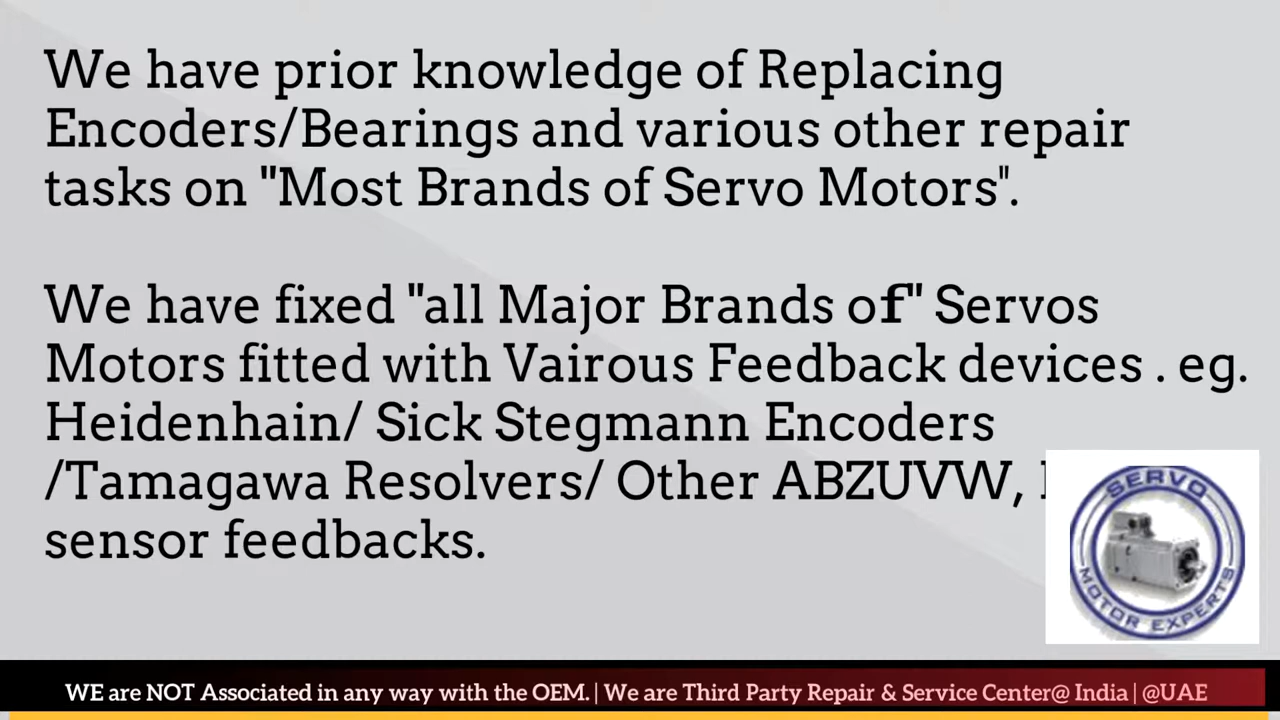 We have prior knowledge of Replacing
Encoders/Bearings and various other repair
tasks on "Most Brands of Servo Motors".
We have fixed "all Major Brands of" Servos
Motors fitted with Vairous Feedback devices . eg.
Heidenhain/ Sick Stegmann Encoders
/Tamagawa Resolvers/ Other ABZUVW,
sensor feedbacks.
SERVO
MOTOR EXPERTS
WE are NOT Associated in any way with the OEM. | We are Third Party Repair & Service Center@ India | @UAE